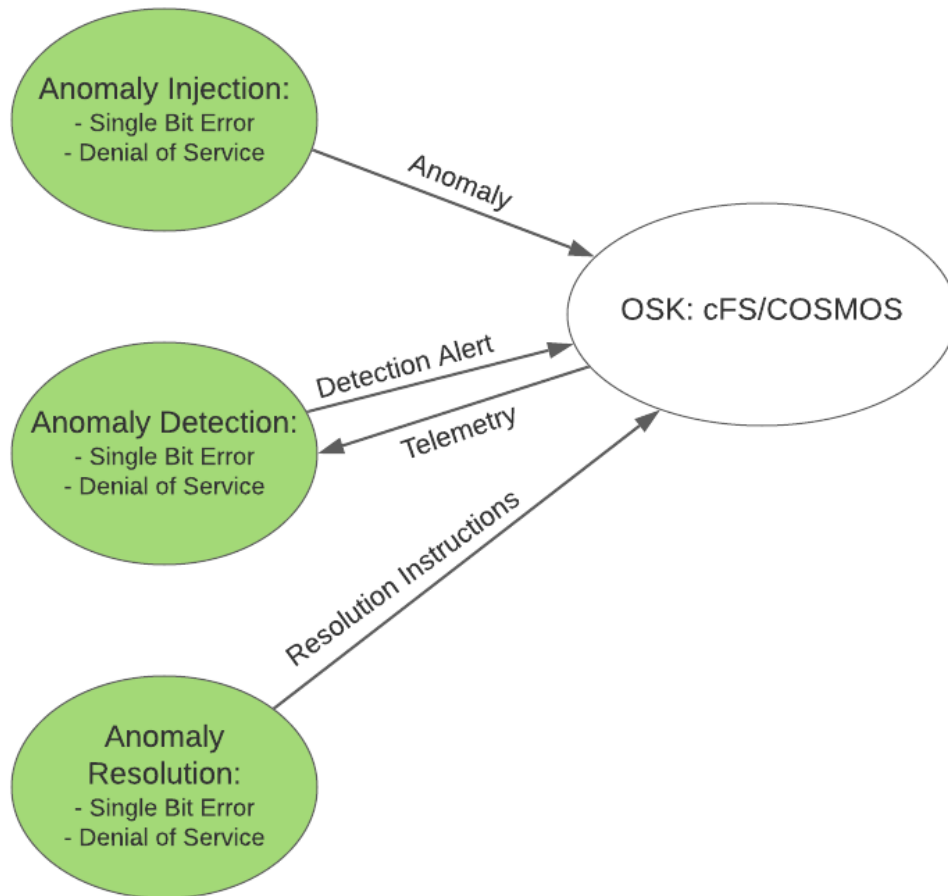 Anomaly Injection:
- Single Bit Error
- Denial of Service
Anomaly
OSK: cFS/COSMOS
Detection Alert
Telemetry
Anomaly Detection:
- Single Bit Error
- Denial of Service
Resolution Instructions
Anomaly
Resolution:
- Single Bit Error
- Denial of Service